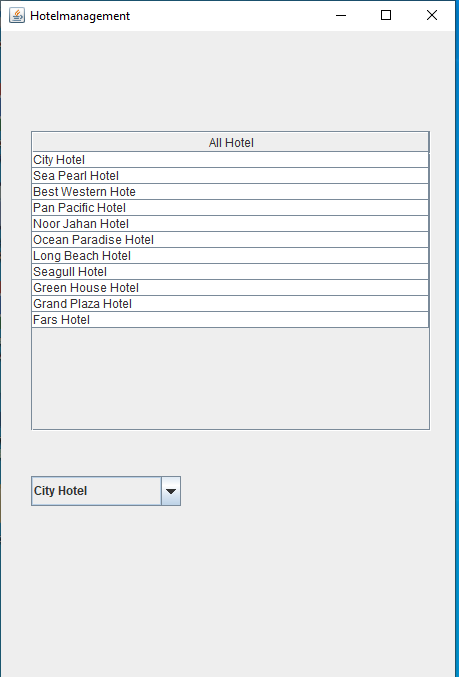 Hotelmanagement
All Hotel
City Hotel
Sea Pearl Hotel
Best Western Hote
Pan Pacific Hotel
Noor Jahan Hotel
Ocean Paradise Hotel
Long Beach Hotel
Seagull Hotel
Green House Hotel
Grand Plaza Hotel
Fars Hotel
City Hotel